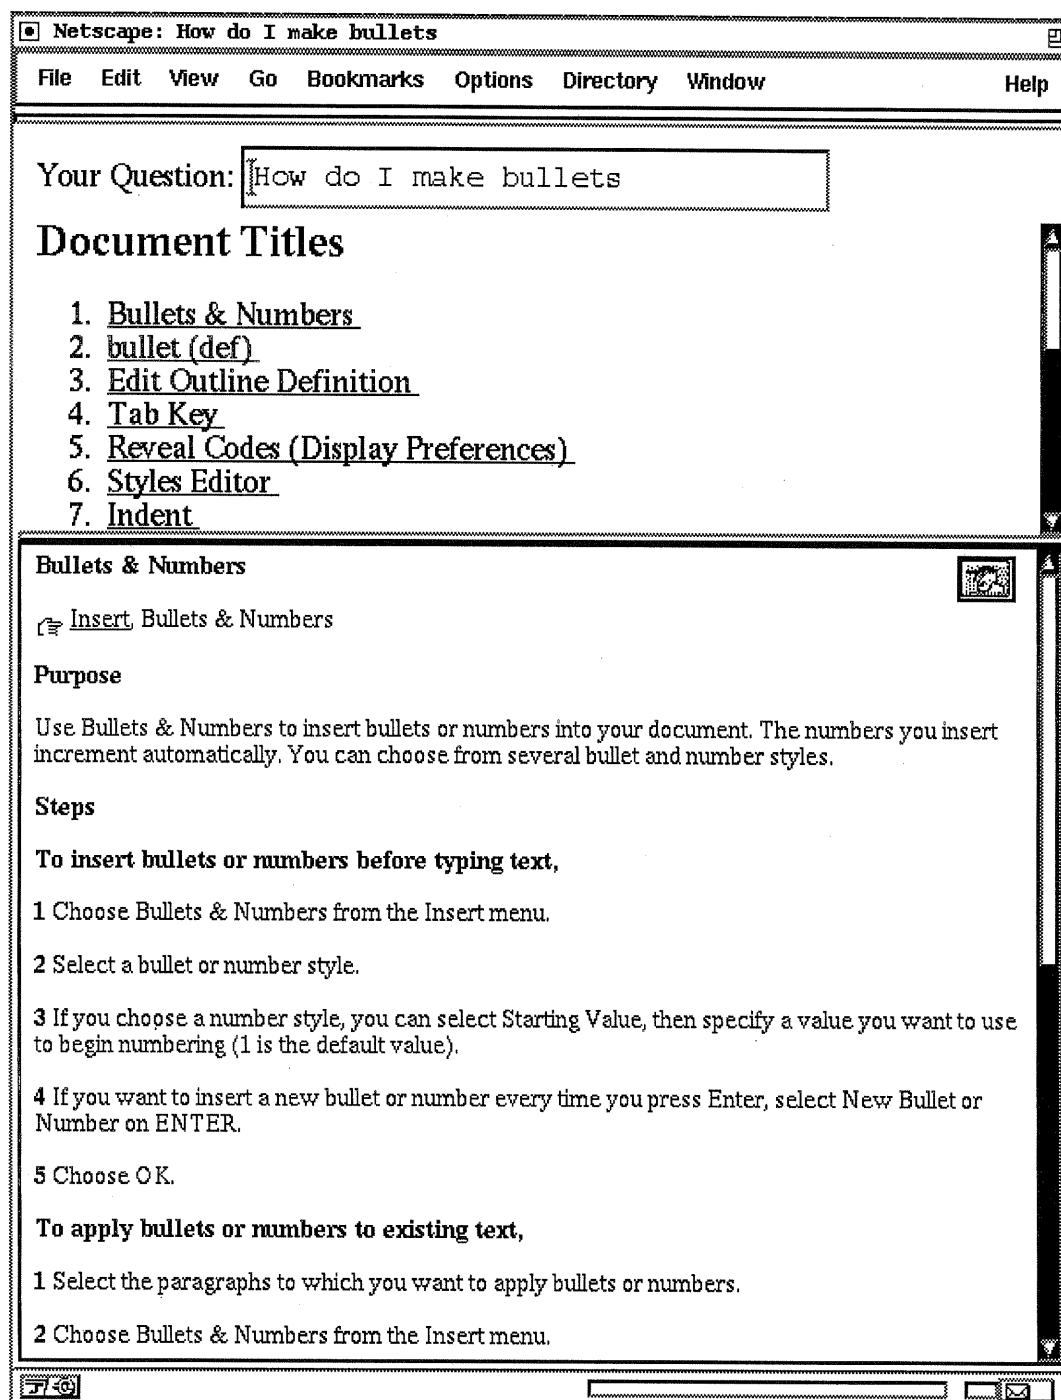 Netscape: How do I make bullets
File Edit View Go Bookmarks Options Directory Window Help
Your Question: How do I make bullets
Document Titles
1. Bullets & Numbers
2. bullet (def)
3. Edit Outline Definition
4. Tab Key
5. Reveal Codes (Display Preferences)
6. Styles Editor
7. Indent
Bullets & Numbers
Insert, Bullets & Numbers
Purpose
Use Bullets & Numbers to insert bullets or numbers into your document. The numbers you insert
increment automatically. You can choose from several bullet and number styles.
Steps
To insert bullets or numbers before typing text,
1 Choose Bullets & Numbers from the Insert menu.
2 Select a bullet or number style.
3 If you choose a number style, you can select Starting Value, then specify a value you want to use
to begin numbering (1 is the default value).
4 If you want to insert a new bullet or number every time you press Enter, select New Bullet or
Number on ENTER.
5 Choose OK.
To apply bullets or numbers to existing text,
1 Select the paragraphs to which you want to apply bullets or numbers.
2 Choose Bullets & Numbers from the Insert menu.